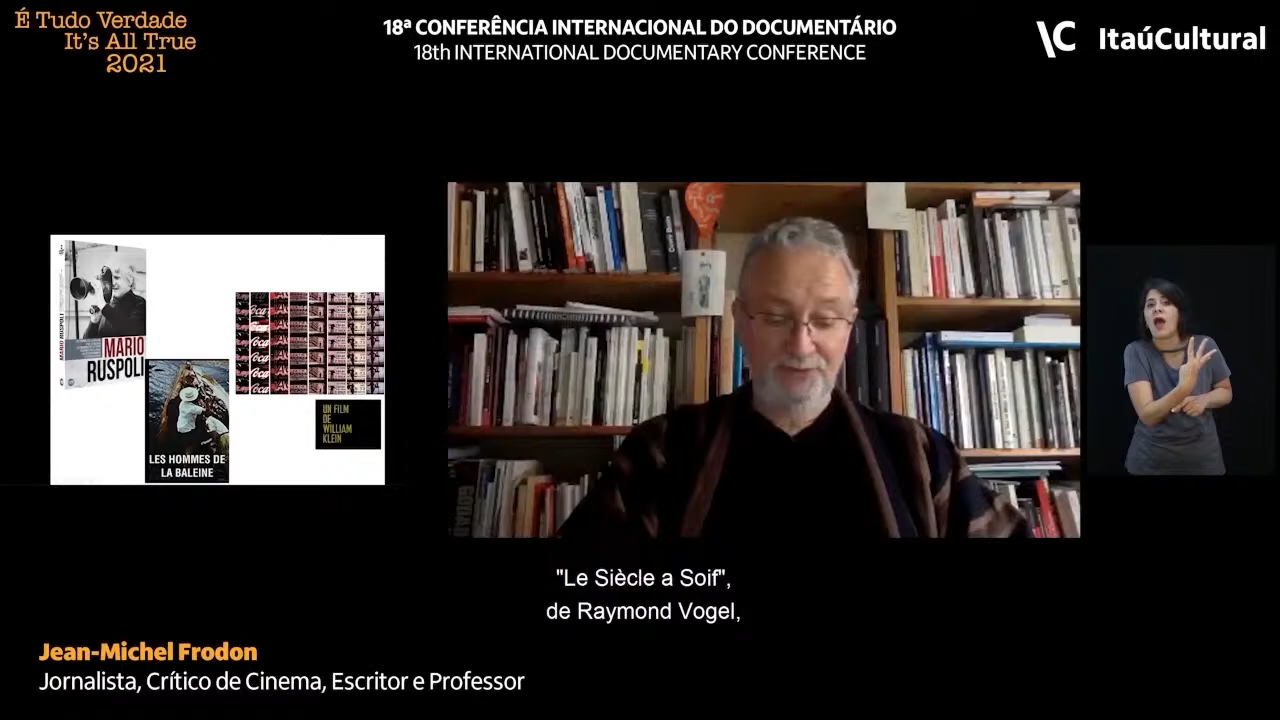 É Tudo Verdade
It's All True
2021
18ª CONFERÊNCIA INTERNACIONAL DO DOCUMENTÁRIO
18th INTERNATIONAL DOCUMENTARY CONFERENCE
\C ItaúCultural
MARIO RUSPOLI
MARIO
RUSPOLI
LES HOMMES DE
LA BALEINE
UN FILM
DE
WILLIAM
KLEIN
"Le Siècle a Soif",
de Raymond Vogel,
Jean-Michel Frodon
Jornalista, Crítico de Cinema, Escritor e Professor